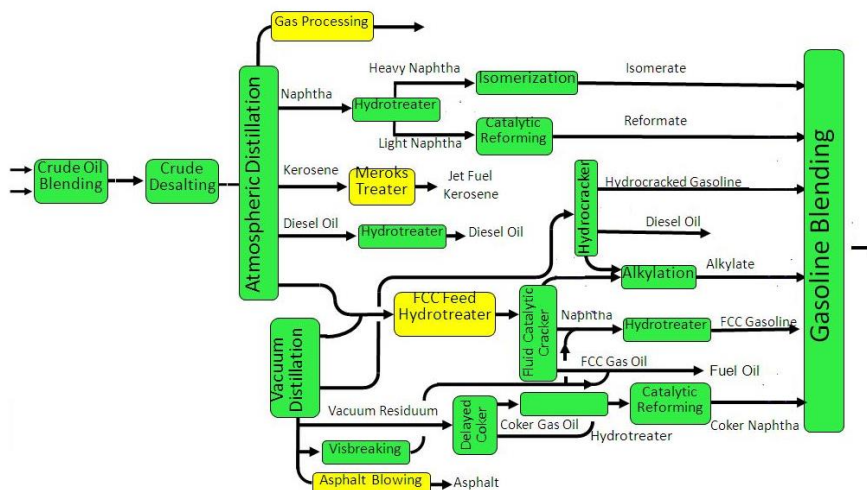 Gas Processing
Heavy Naphtha
Isomerization
Isomerate
Naphtha
Hydrotreater
Light Naphtha
Catalytic
Reforming
Reformate
Crude Oil
Blending
Crude
Desalting
Atmospheric Distillation
Kerosene
Meroks
Treater
Jet Fuel
Kerosene
Diesel Oil
Hydrotreater
Diesel Oil
Hydrocracker
Hydrocracked Gasoline
Diesel Oil
Alkylation
Alkylate
Gasoline Blending
FCC Feed
Hydrotreater
Fluid Catalytic
Cracker
Naphtha
Hydrotreater
FCC Gasoline
FCC Gas Oil
Fuel Oil
Vacuum
Distillation
Vacuum Residuum
Delayed
Coker
Coker Gas Oil
Hydrotreater
Catalytic
Reforming
Coker Naphtha
Visbreaking
Asphalt Blowing
Asphalt